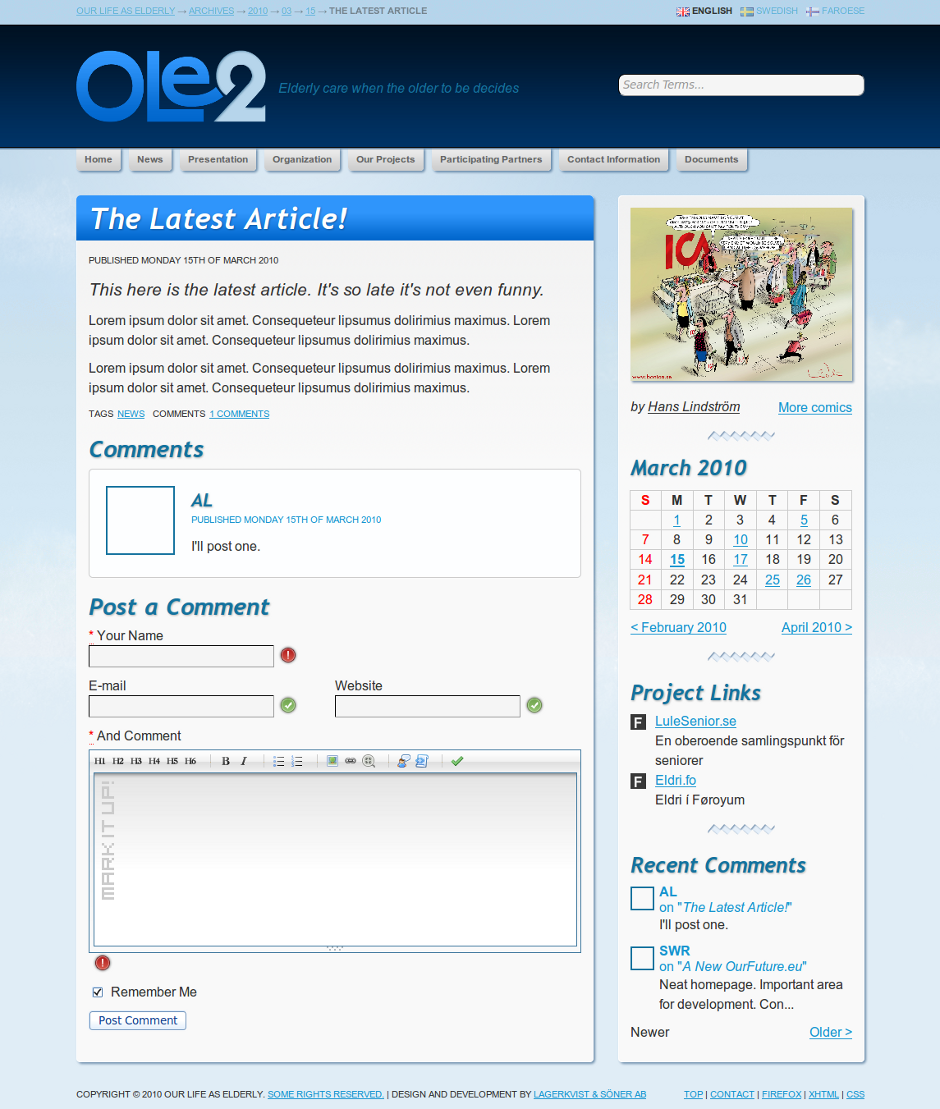 OUR LIFE AS ELDERLY → ARCHIVES → 2010 → 03 → 15 → THE LATEST ARTICLE
ENGLISH SWEDISH FAROESE
OLe2
Elderly care when the older to be decides
Search Terms...
Home News Presentation Organization Our Projects Participating Partners Contact Information Documents
The Latest Article!
PUBLISHED MONDAY 15TH OF MARCH 2010
This here is the latest article. It's so late it's not even funny.
Lorem ipsum dolor sit amet. Consequeteur lipsumus dolirimius maximus. Lorem
ipsum dolor sit amet. Consequeteur lipsumus dolirimius maximus.
Lorem ipsum dolor sit amet. Consequeteur lipsumus dolirimius maximus. Lorem
ipsum dolor sit amet. Consequeteur lipsumus dolirimius maximus.
TAGS NEWS COMMENTS 1 COMMENTS
Comments
AL
PUBLISHED MONDAY 15TH OF MARCH 2010
I'll post one.
Post a Comment
* Your Name
E-mail Website
* And Comment
H1 H2 H3 H4 H5 H6 B I
MARK IT UP!
Remember Me
Post Comment
ICA
www.bonton.se
by Hans Lindström More comics
March 2010
S M T W T F S
1 2 3 4 5 6
7 8 9 10 11 12 13
14 15 16 17 18 19 20
21 22 23 24 25 26 27
28 29 30 31
< February 2010 April 2010 >
Project Links
F LuleSenior.se
En oberoende samlingspunkt för
seniorer
F Eldri.fo
Eldri í Føroyum
Recent Comments
AL
on "The Latest Article!"
I'll post one.
SWR
on "A New OurFuture.eu"
Neat homepage. Important area
for development. Con...
Newer Older >
COPYRIGHT © 2010 OUR LIFE AS ELDERLY. SOME RIGHTS RESERVED. | DESIGN AND DEVELOPMENT BY LAGERKVIST & SÖNER AB
TOP | CONTACT | FIREFOX | XHTML | CSS